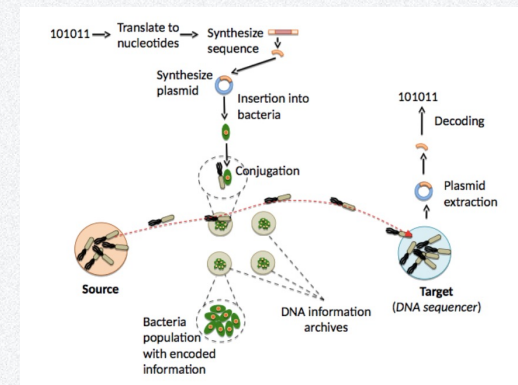 101011
Translate to
nucleotides
Synthesize
sequence
Synthesize
plasmid
Insertion into
bacteria
Conjugation
101011
Decoding
Plasmid
extraction
Source
Target
(DNA sequencer)
DNA information
archives
Bacteria
population
with encoded
information